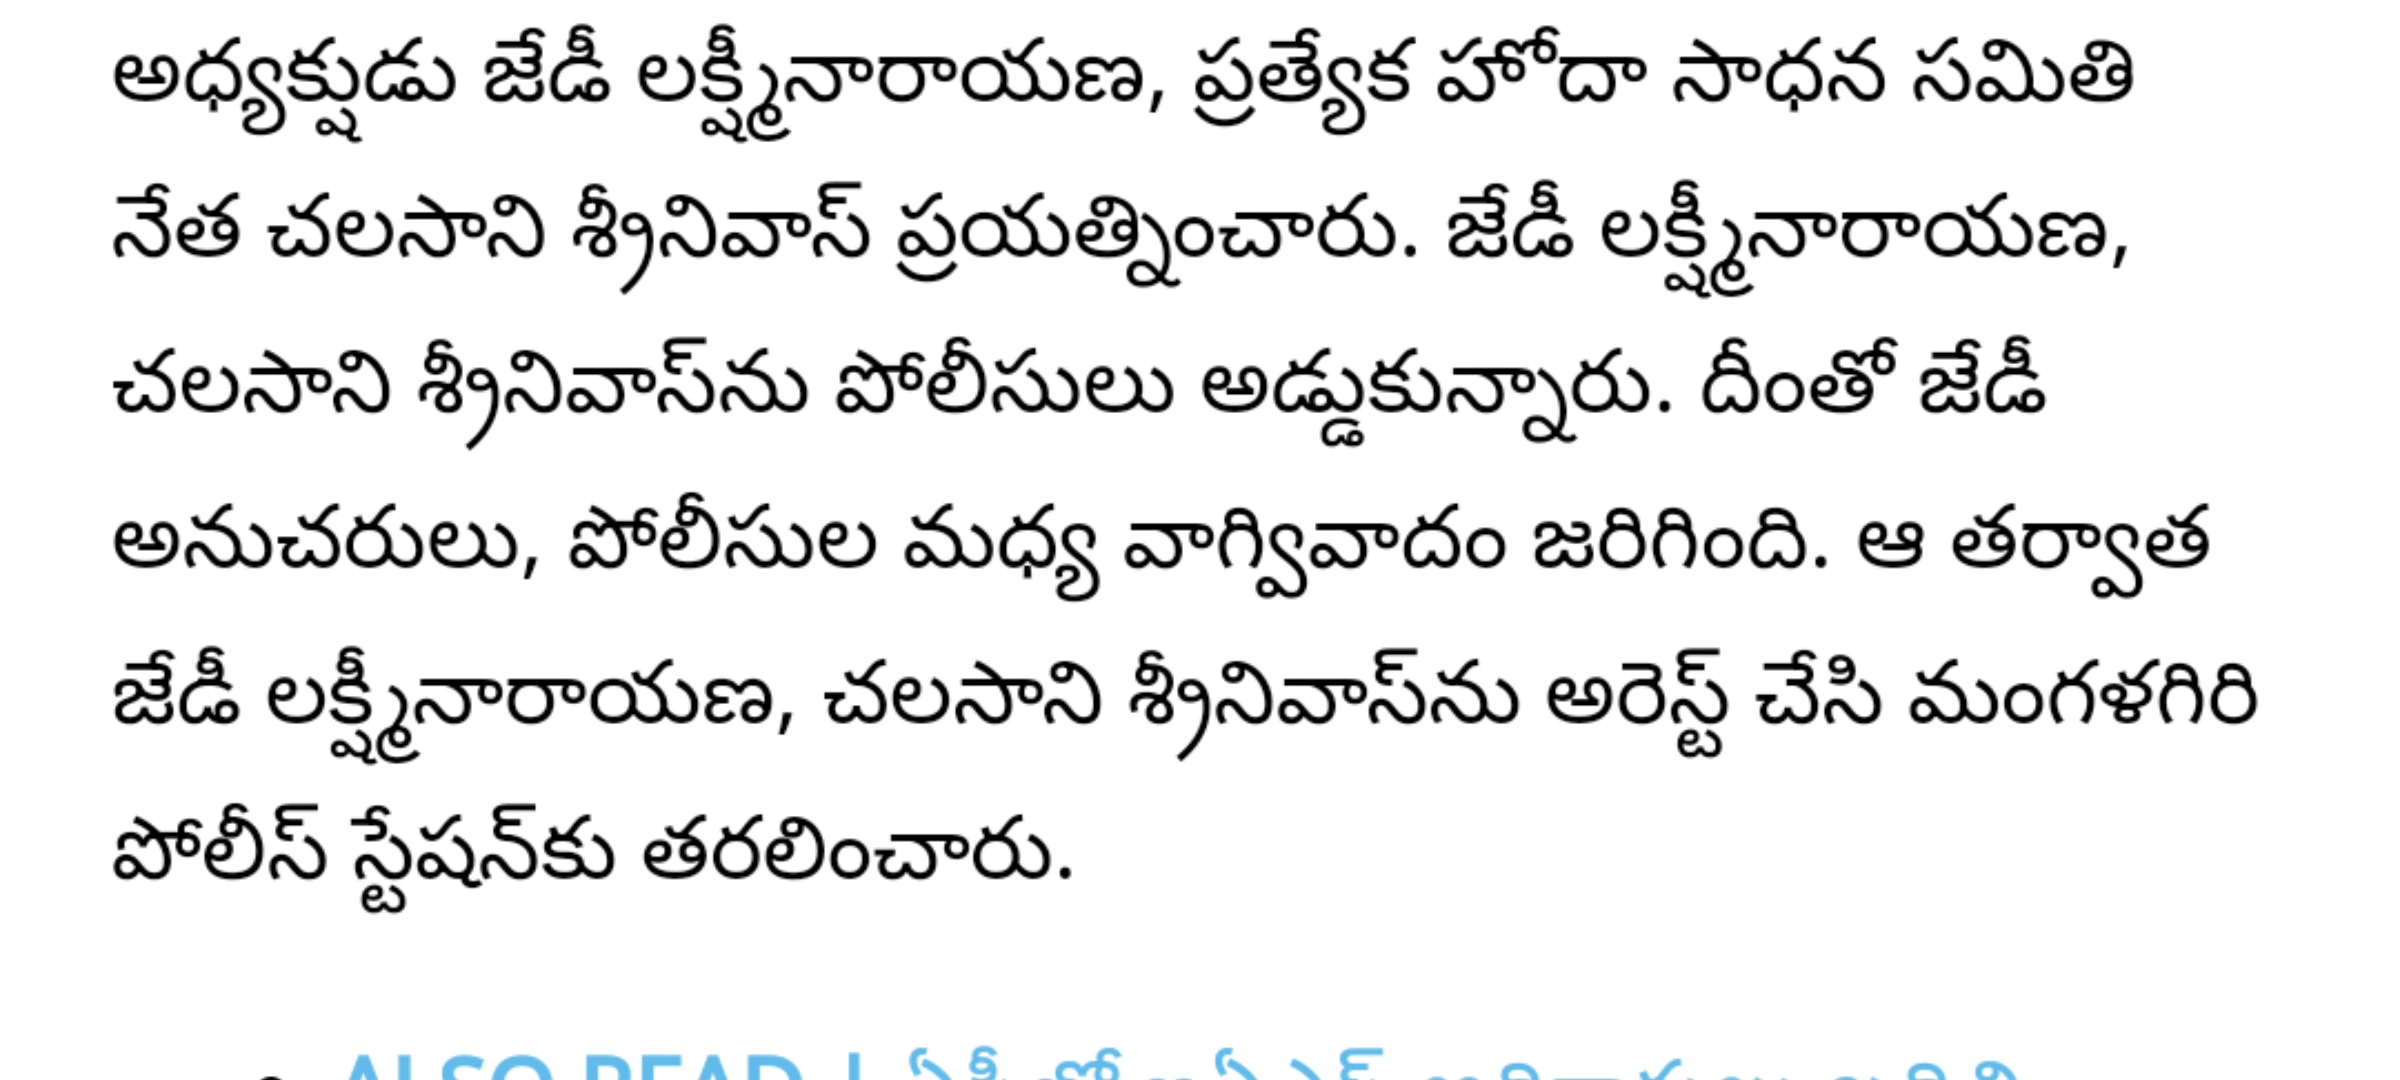 అధ్యక్షుడు జేడీ లక్ష్మీనారాయణ, ప్రత్యేక హోదా సాధన సమితి
నేత చలసాని శ్రీనివాస్ ప్రయత్నించారు. జేడీ లక్ష్మీనారాయణ,
చలసాని శ్రీనివాస్‌ను పోలీసులు అడ్డుకున్నారు. దీంతో జేడీ
అనుచరులు, పోలీసుల మధ్య వాగ్వివాదం జరిగింది. ఆ తర్వాత
జేడీ లక్ష్మీనారాయణ, చలసాని శ్రీనివాస్‌ను అరెస్ట్ చేసి మంగళగిరి
పోలీస్ స్టేషన్‌కు తరలించారు.
ALSO READ |